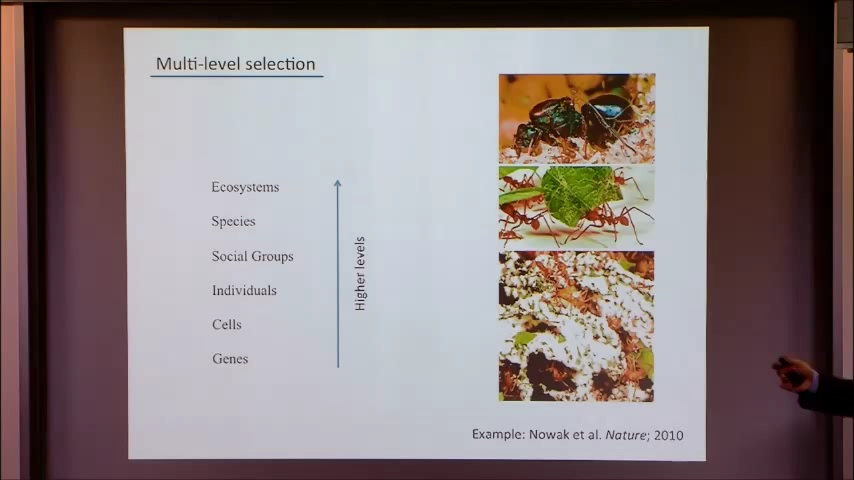 Multi-level selection
Ecosystems
Species
Social Groups
Individuals
Cells
Genes
Higher levels
Example: Nowak et al. Nature; 2010